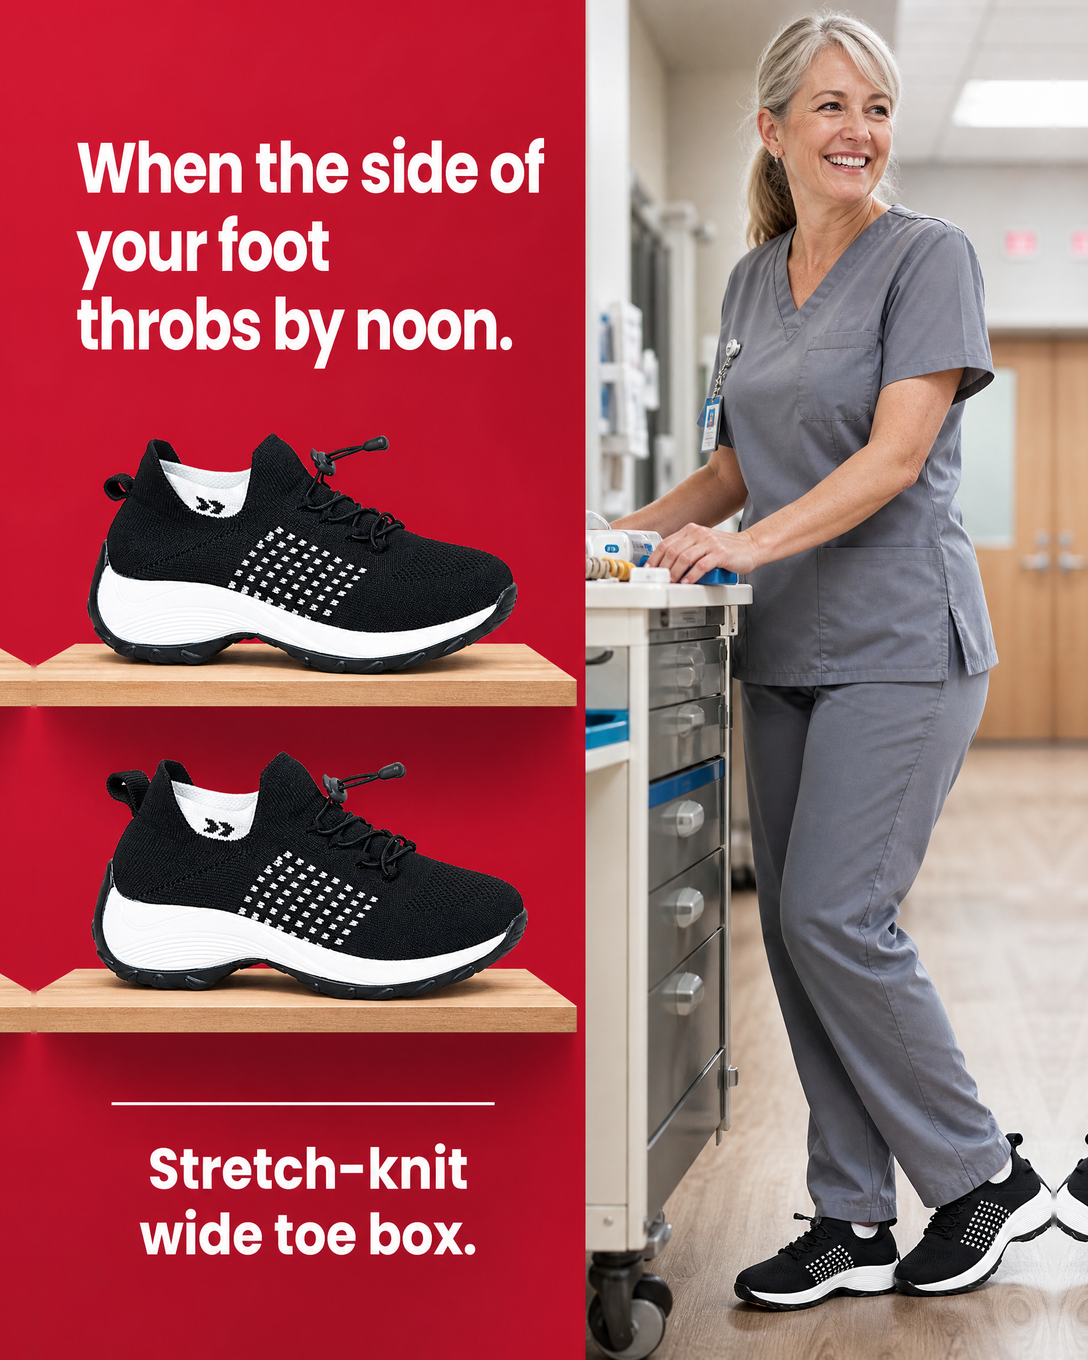 When the side of
your foot
throbs by noon.
Stretch-knit
wide toe box.